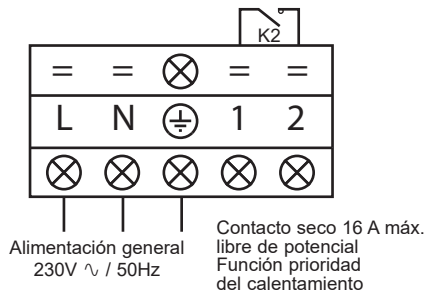 K2
= = = =
L N 1 2
Alimentación general
230V ∿ / 50Hz
Contacto seco 16 A máx.
libre de potencial
Función prioridad
del calentamiento